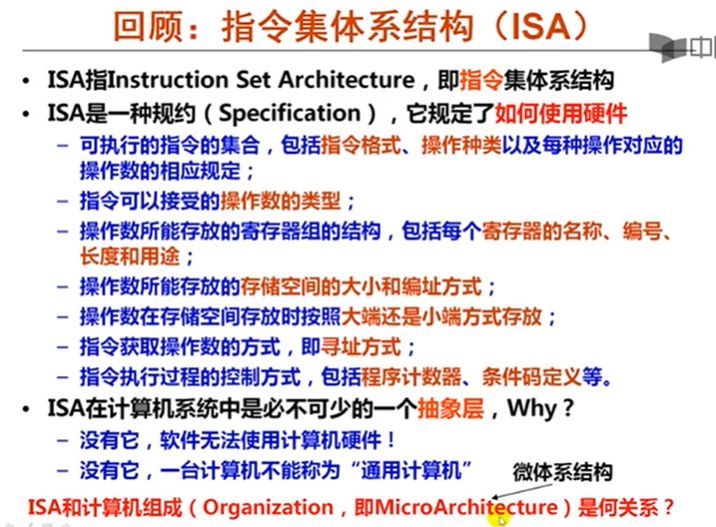 回顾：指令集体系结构（ISA）
中
• ISA指Instruction Set Architecture，即指令集体系结构
• ISA是一种规约（Specification），它规定了如何使用硬件
– 可执行的指令的集合，包括指令格式、操作种类以及每种操作对应的
操作数的相应规定；
– 指令可以接受的操作数的类型；
– 操作数所能存放的寄存器组的结构，包括每个寄存器的名称、编号、
长度和用途；
– 操作数所能存放的存储空间的大小和编址方式；
– 操作数在存储空间存放时按照大端还是小端方式存放；
– 指令获取操作数的方式，即寻址方式；
– 指令执行过程的控制方式，包括程序计数器、条件码定义等。
• ISA在计算机系统中是必不可少的一个抽象层，Why？
– 没有它，软件无法使用计算机硬件！
– 没有它，一台计算机不能称为“通用计算机”
微体系结构
ISA和计算机组成（Organization，即MicroArchitecture）是何关系？